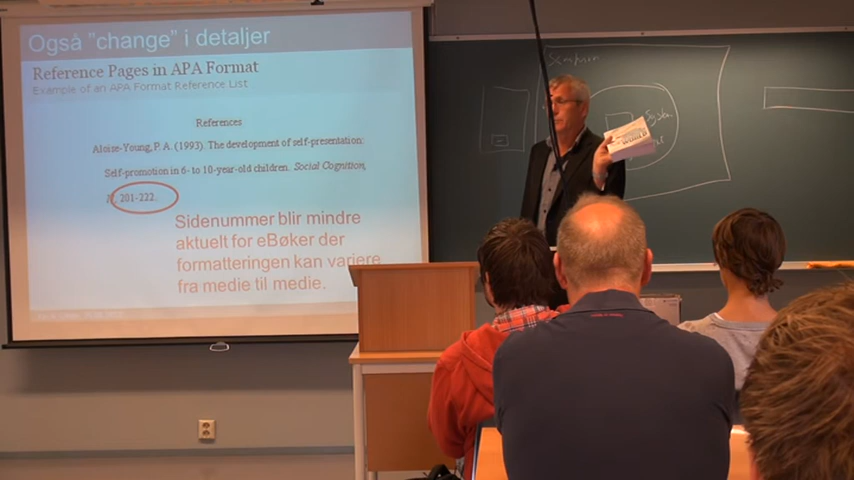 Også "change" i detaljer
Reference Pages in APA Format
Example of an APA Format Reference List
References
Aloise-Young, P. A. (1993). The development of self-presentation:
Self-promotion in 6- to 10-year-old children. Social Cognition,
201-222.
Sidenummer blir mindre
aktuelt for eBøker der
formatteringen kan variere
fra medie til medie.